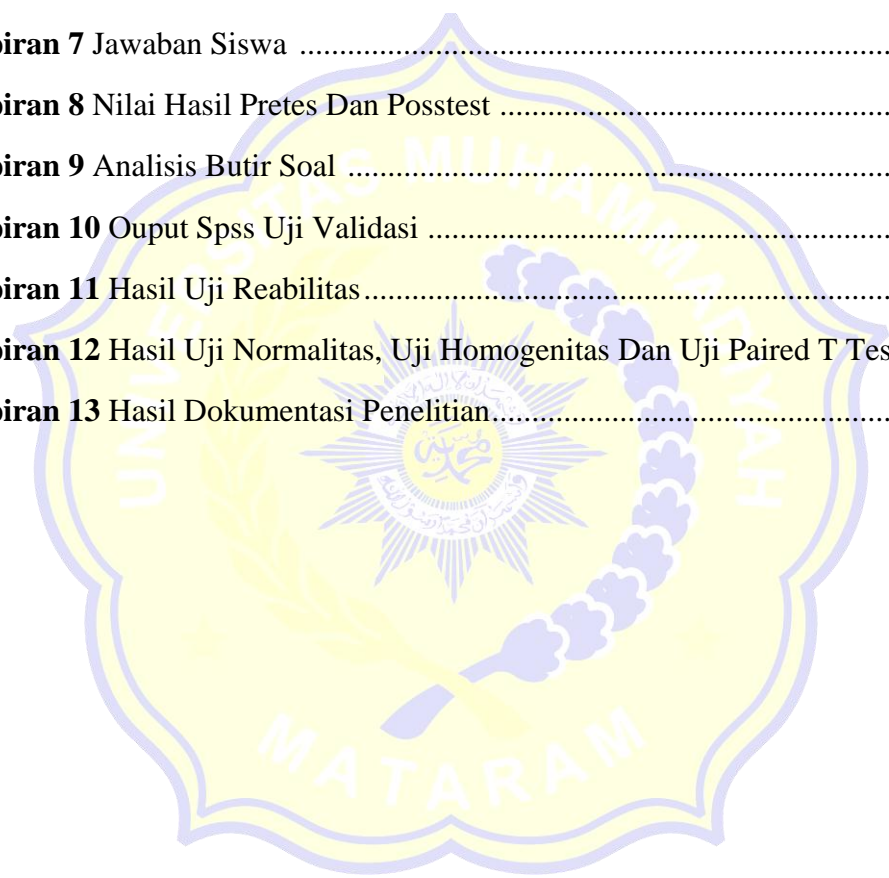 piran 7 Jawaban Siswa ..........................................................................
piran 8 Nilai Hasil Pretes Dan Posstest .................................................
piran 9 Analisis Butir Soal ....................................................................
piran 10 Ouput Spss Uji Validasi ..........................................................
piran 11 Hasil Uji Reabilitas..................................................................
piran 12 Hasil Uji Normalitas, Uji Homogenitas Dan Uji Paired T Tes
piran 13 Hasil Dokumentasi Penelitian..................................................
UNIVERSITAS MUHAMMADIYAH
MATARAM